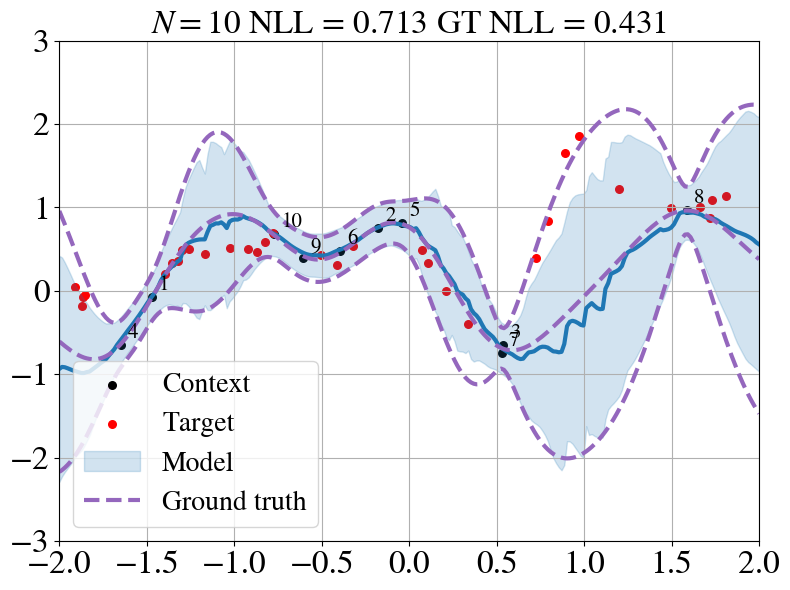 N = 10 NLL = 0.713 GT NLL = 0.431
3
2
1
0
−1
−2
−3
10
9
6
2
5
8
1
4
3
7
Context
Target
Model
Ground truth
−2.0 −1.5 −1.0 −0.5 0.0 0.5 1.0 1.5 2.0